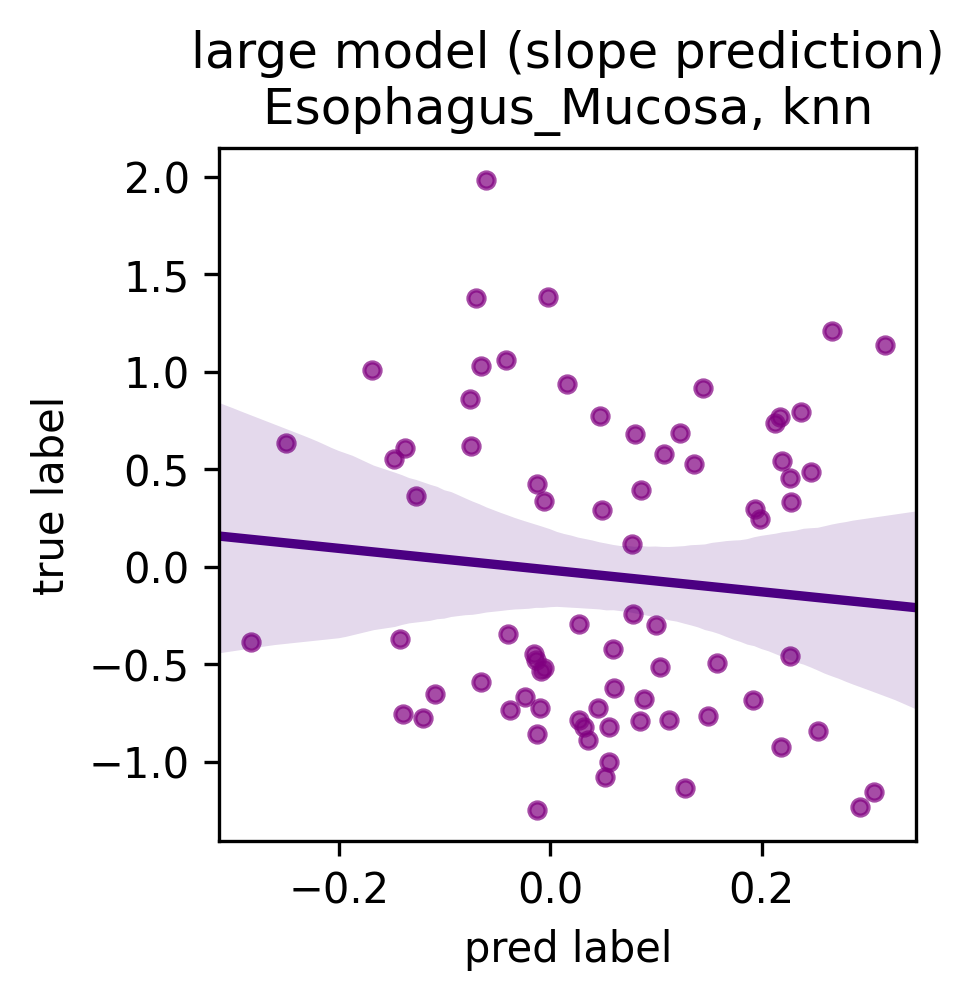 large model (slope prediction)
Esophagus_Mucosa, knn
2.0
1.5
1.0
0.5
0.0
−0.5
−1.0
true label
−0.2
0.0
0.2
pred label